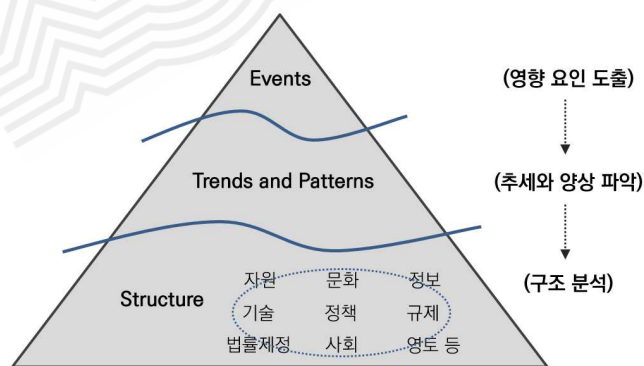 Events
(영향 요인 도출)
Trends and Patterns
(추세와 양상 파악)
Structure
자원 문화 정보
기술 정책 규제
법률제정 사회 영토 등
(구조 분석)